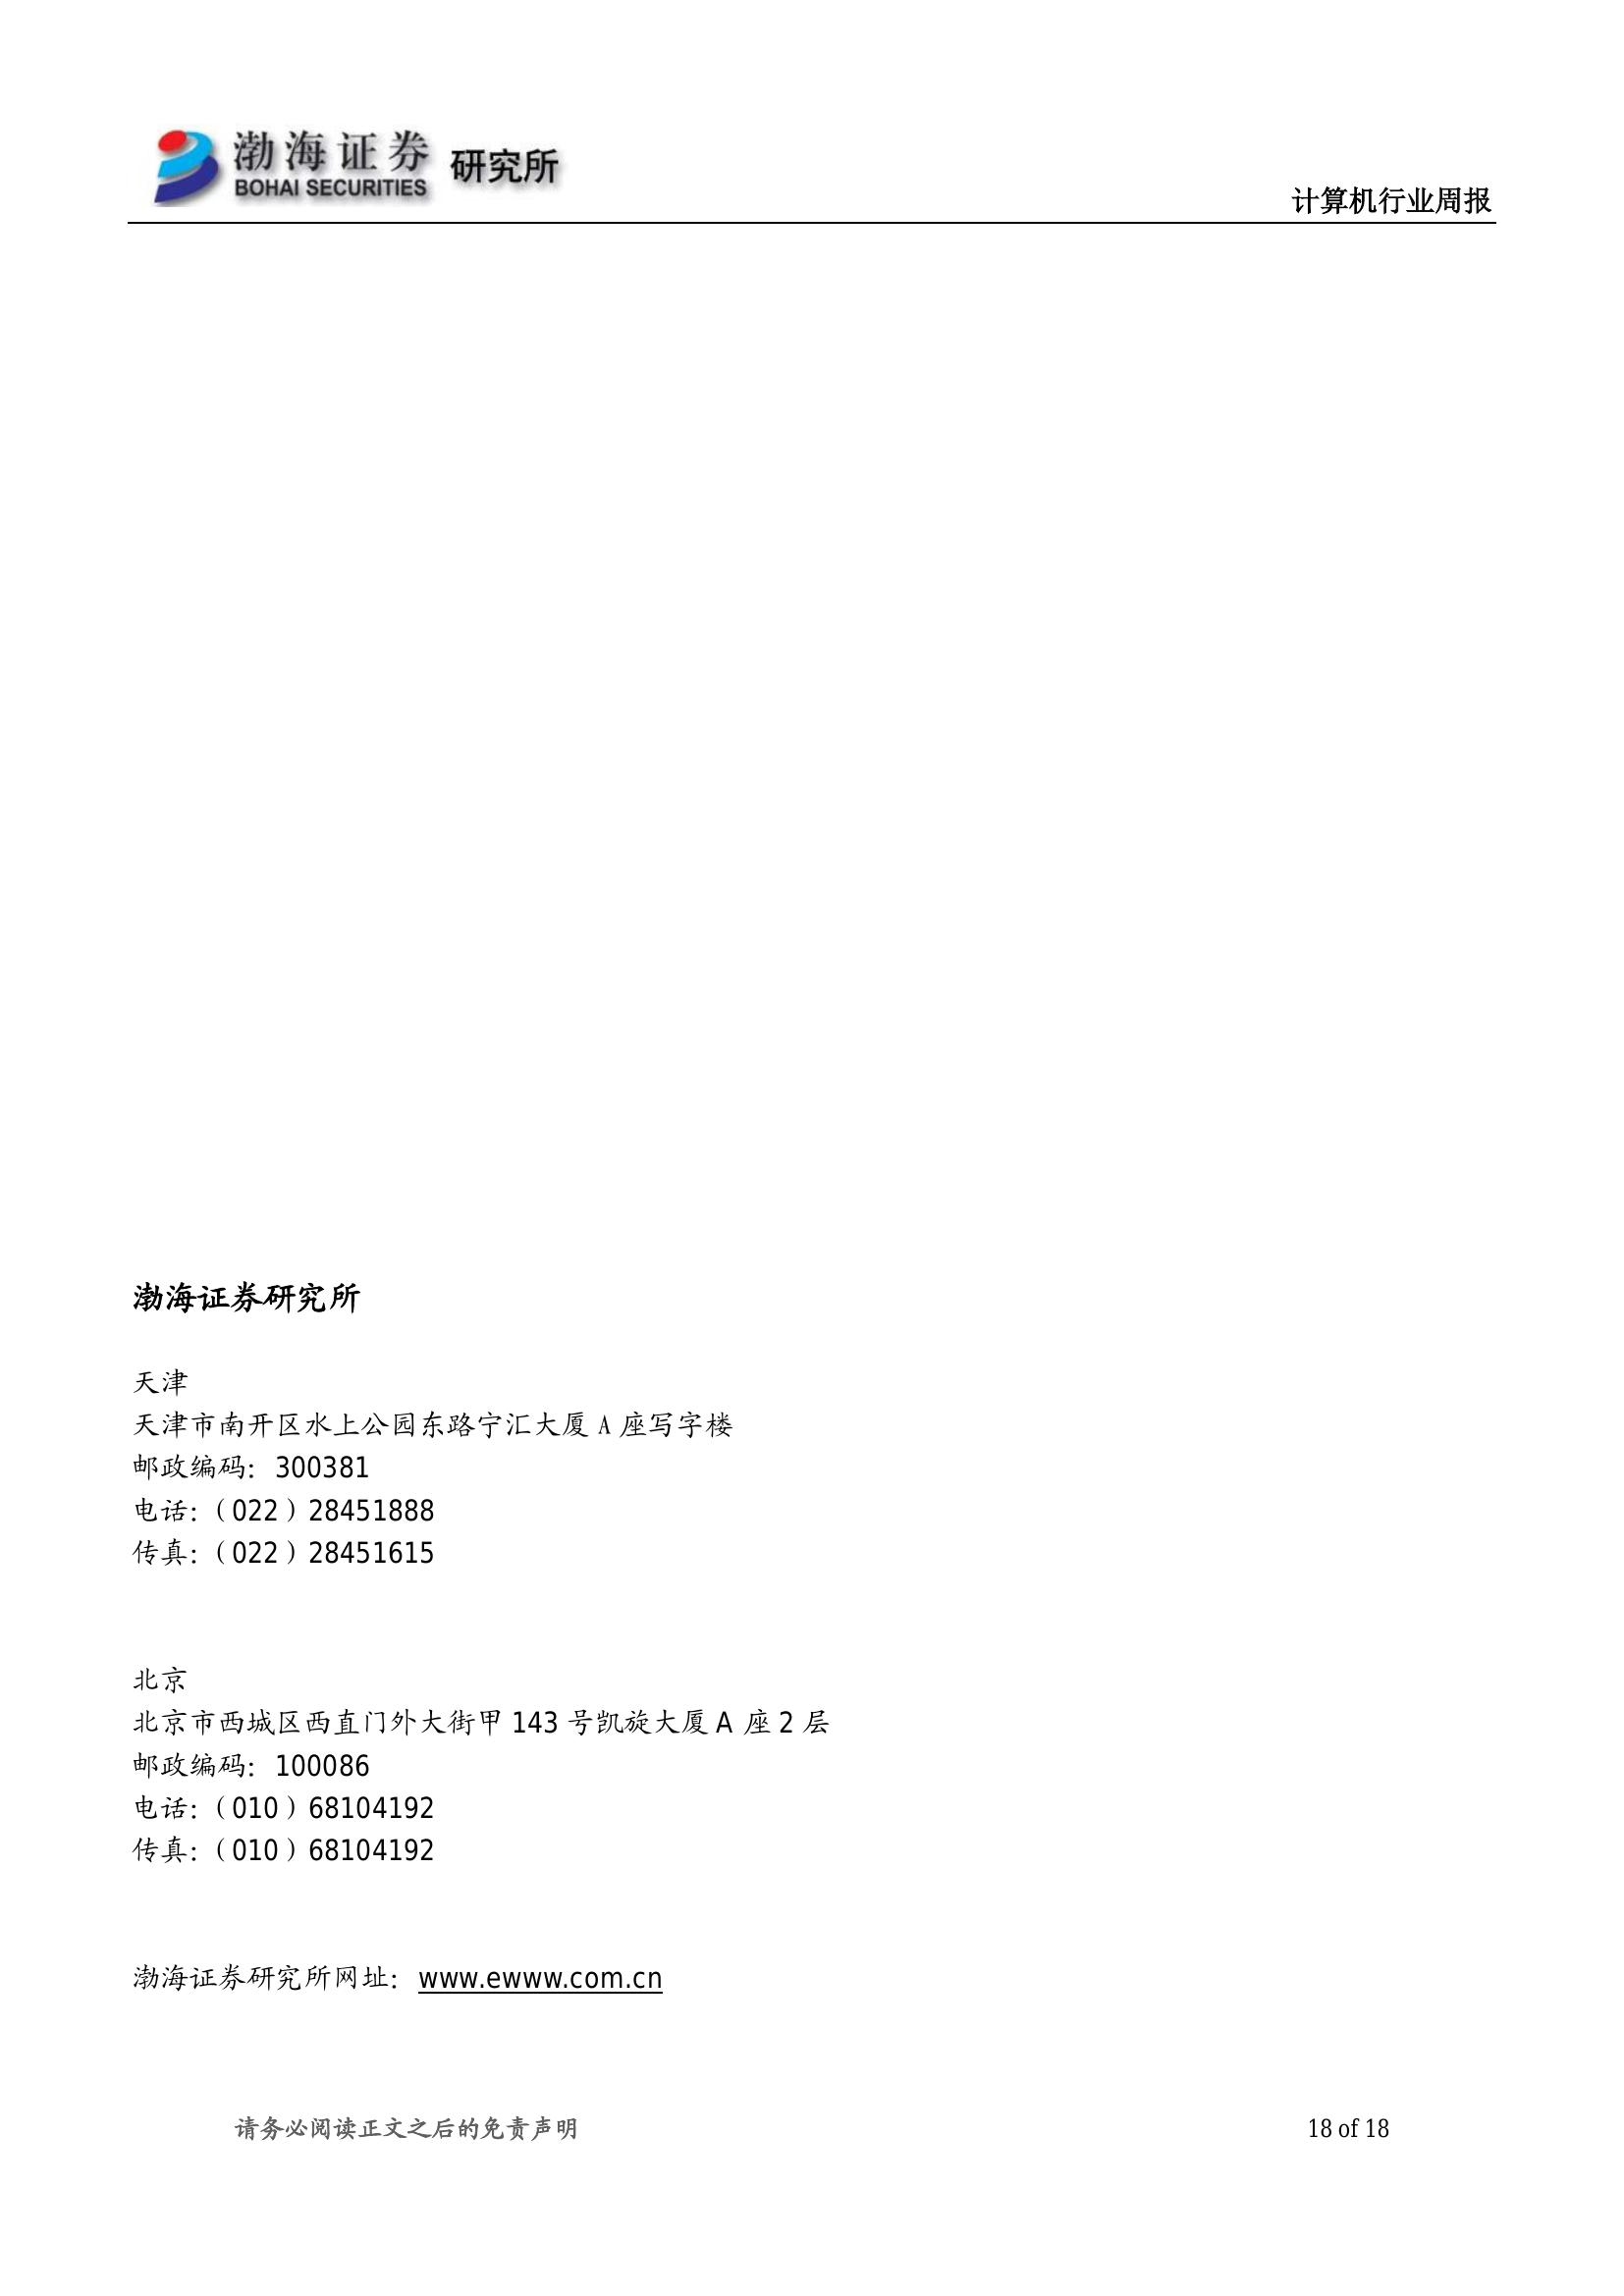 渤海证券 研究所
BOHAI SECURITIES
计算机行业周报
渤海证券研究所
天津
天津市南开区水上公园东路宁汇大厦 A 座写字楼
邮政编码：300381
电话：（022）28451888
传真：（022）28451615
北京
北京市西城区西直门外大街甲 143 号凯旋大厦 A 座 2 层
邮政编码：100086
电话：（010）68104192
传真：（010）68104192
渤海证券研究所网址：www.ewww.com.cn
请务必阅读正文之后的免责声明 18 of 18